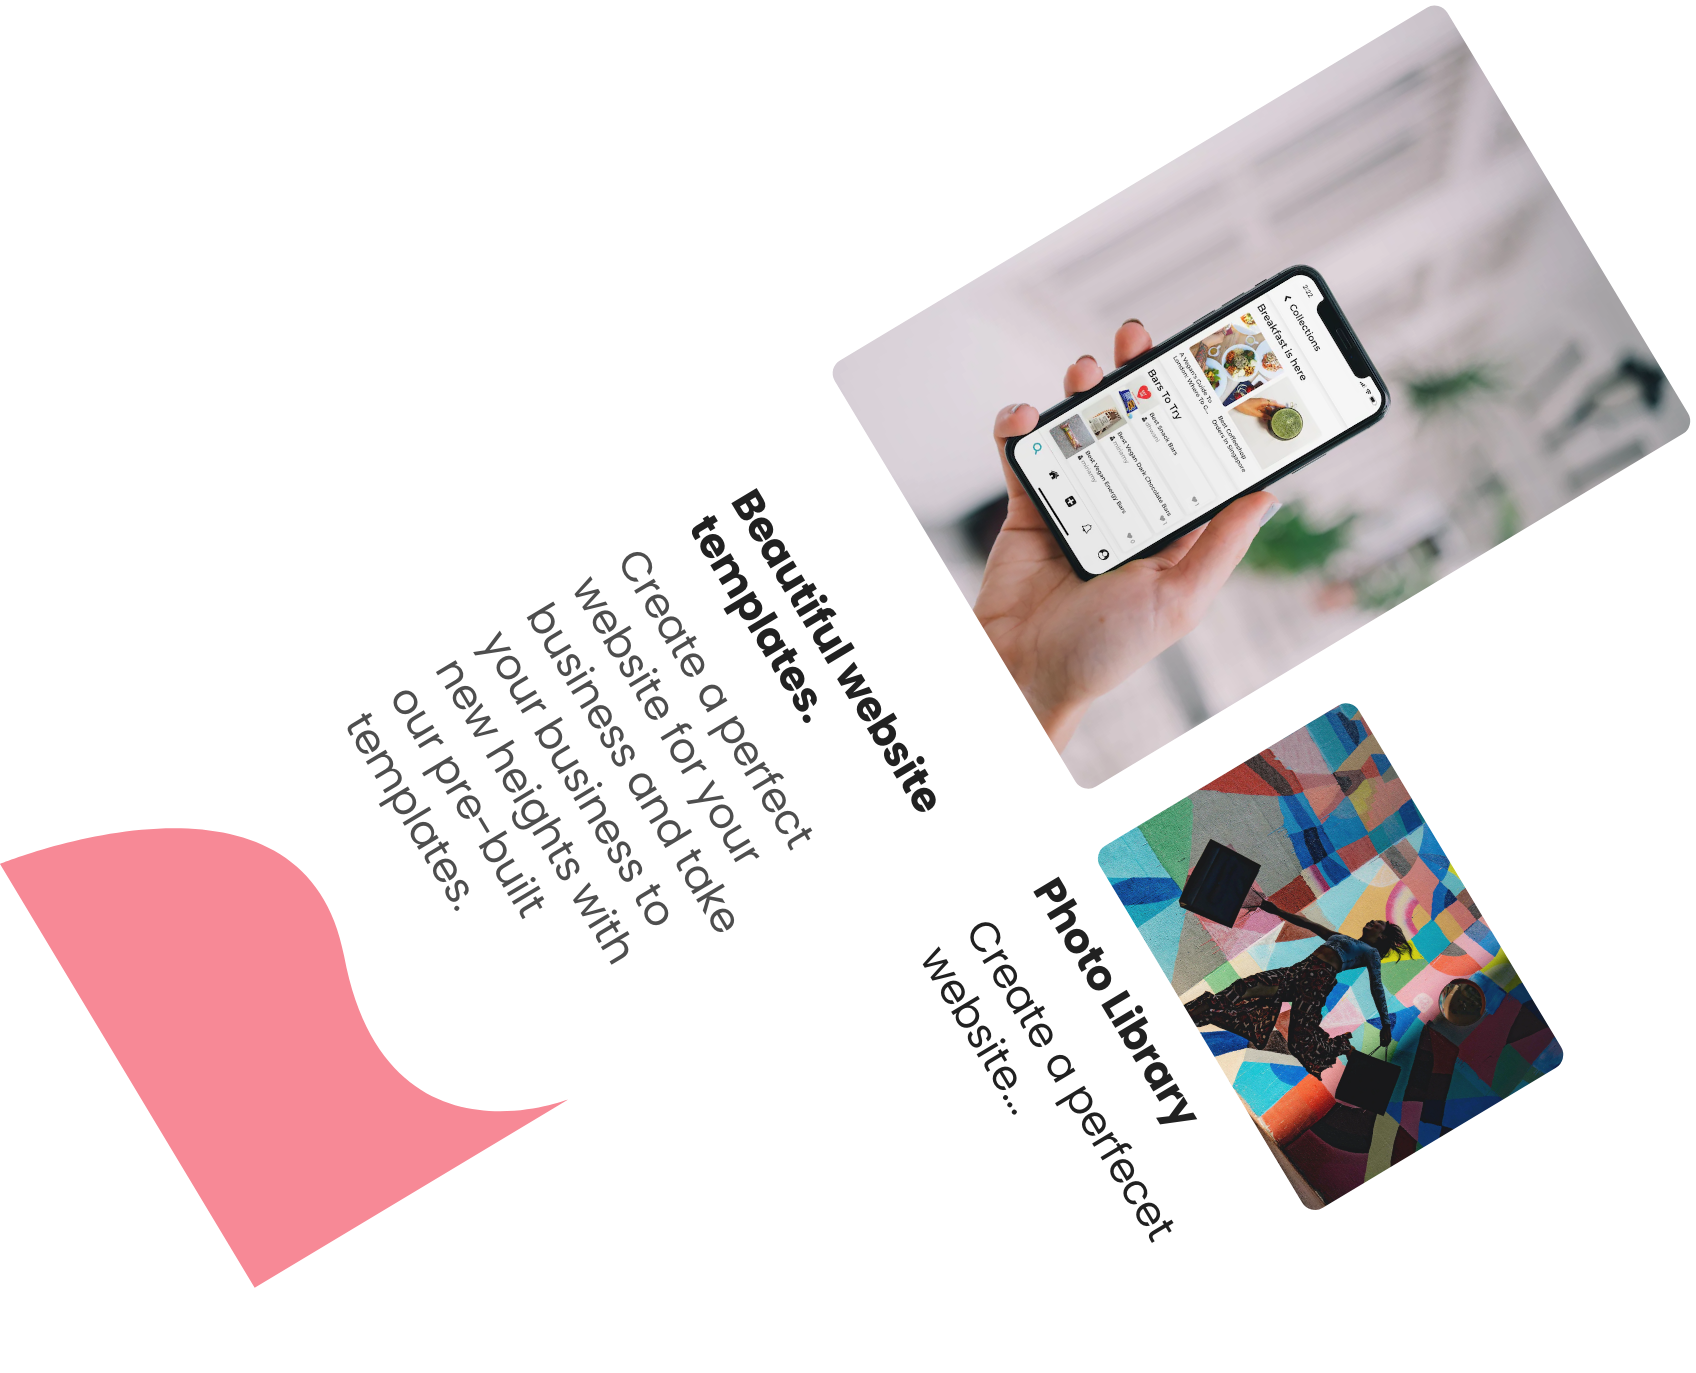 2:22
Collections
Breakfast is here
A Vegan's Guide To
London: Where To C...
Best Coffeeshop
Orders In Singapore
Bars To Try
Best Snack Bars
1
Best Vegan Dark Chocolate Bars
Best Vegan Energy Bars
0
Beautiful website
templates.
Create a perfect
website for your
business and take
your business to
new heights with
our pre-built
templates.
Photo Library
Create a perfecet
website...